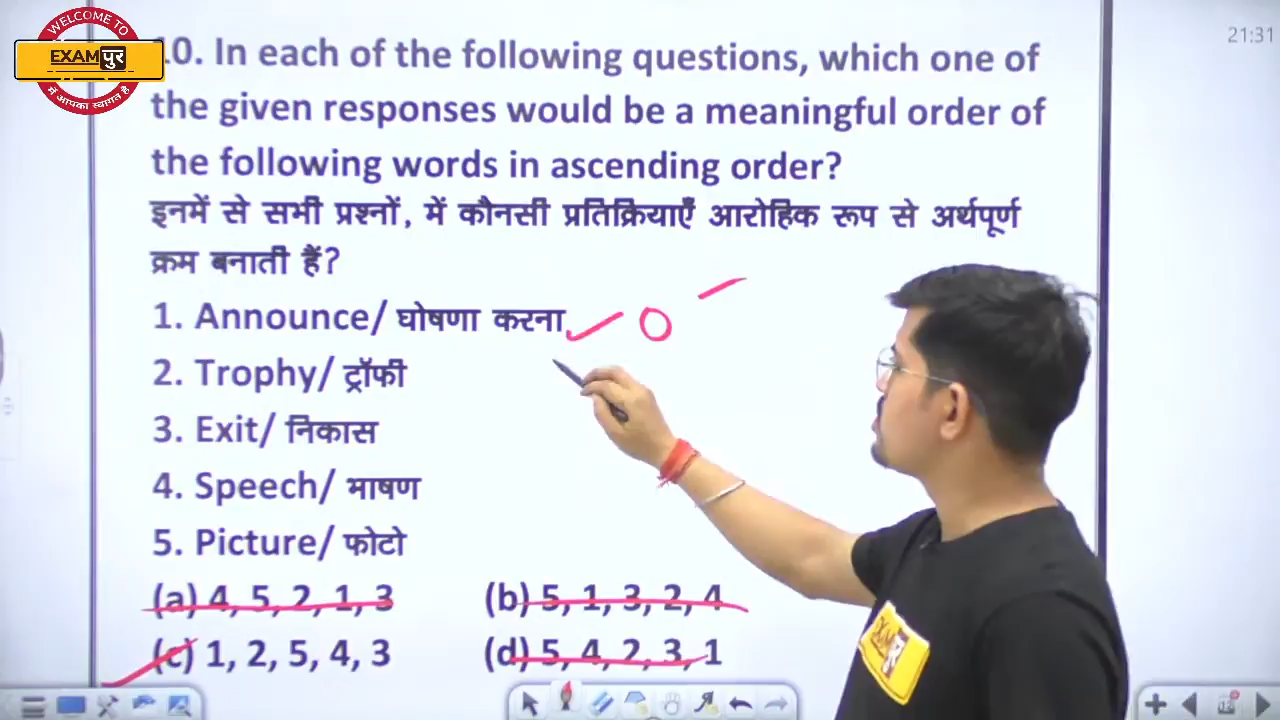 WELCOME TO
EXAMपुर
में आपका स्वागत है
21:31
10. In each of the following questions, which one of
the given responses would be a meaningful order of
the following words in ascending order?
इनमें से सभी प्रश्नों, में कौनसी प्रतिक्रियाएँ आरोहिक रूप से अर्थपूर्ण
क्रम बनाती हैं?
1. Announce/ घोषणा करना
2. Trophy/ ट्रॉफी
3. Exit/ निकास
4. Speech/ भाषण
5. Picture/ फोटो
(a) 4, 5, 2, 1, 3 (b) 5, 1, 3, 2, 4
(c) 1, 2, 5, 4, 3 (d) 5, 4, 2, 3, 1
EXAMपुर